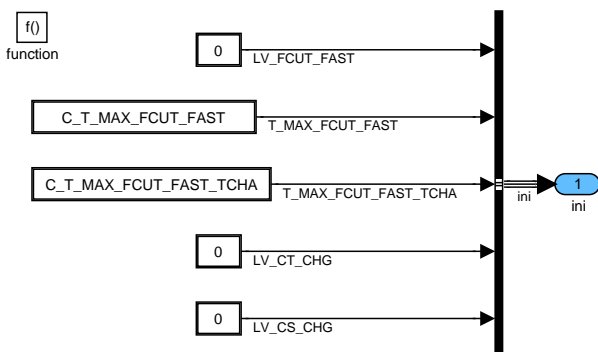 f()
function
0
LV_FCUT_FAST
C_T_MAX_FCUT_FAST
T_MAX_FCUT_FAST
C_T_MAX_FCUT_FAST_TCHA
T_MAX_FCUT_FAST_TCHA
ini
1
ini
0
LV_CT_CHG
0
LV_CS_CHG